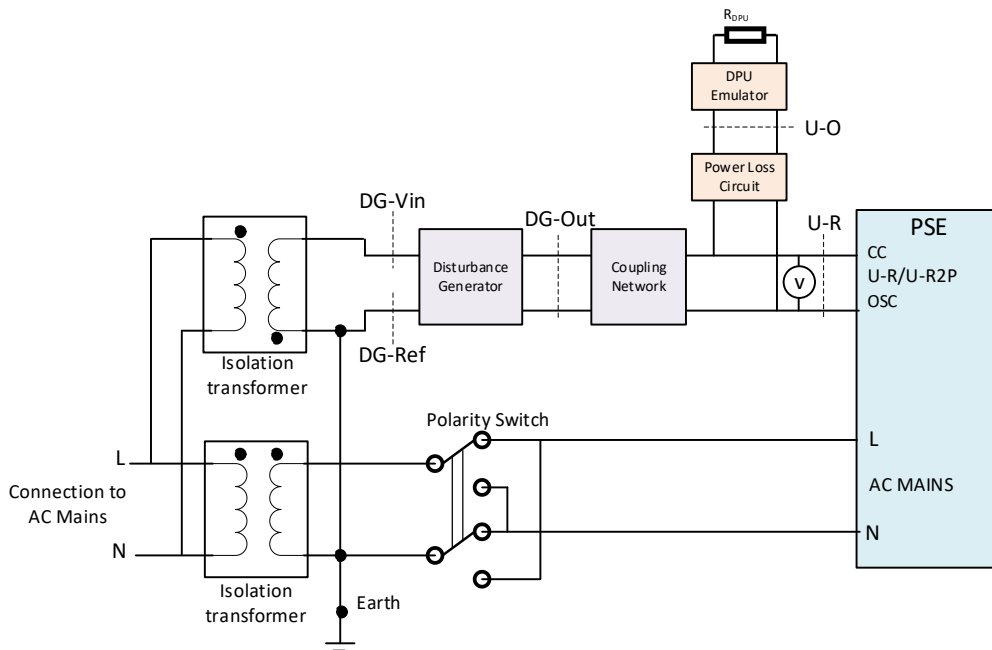 R_DPU
DPU
Emulator
U-O
Power Loss
Circuit
DG-Vin
DG-Out
U-R
PSE
CC
U-R/U-R2P
OSC
V
Disturbance
Generator
Coupling
Network
DG-Ref
Isolation
transformer
Polarity Switch
L
Connection to
AC Mains
N
L
AC MAINS
N
Isolation
transformer
Earth